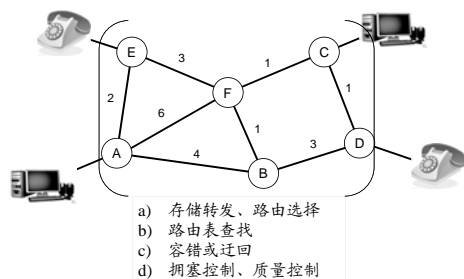 E
3
C
1
F
2
6
1
1
A
4
3
D
B
a) 存储转发、路由选择
b) 路由表查找
c) 容错或迂回
d) 拥塞控制、质量控制